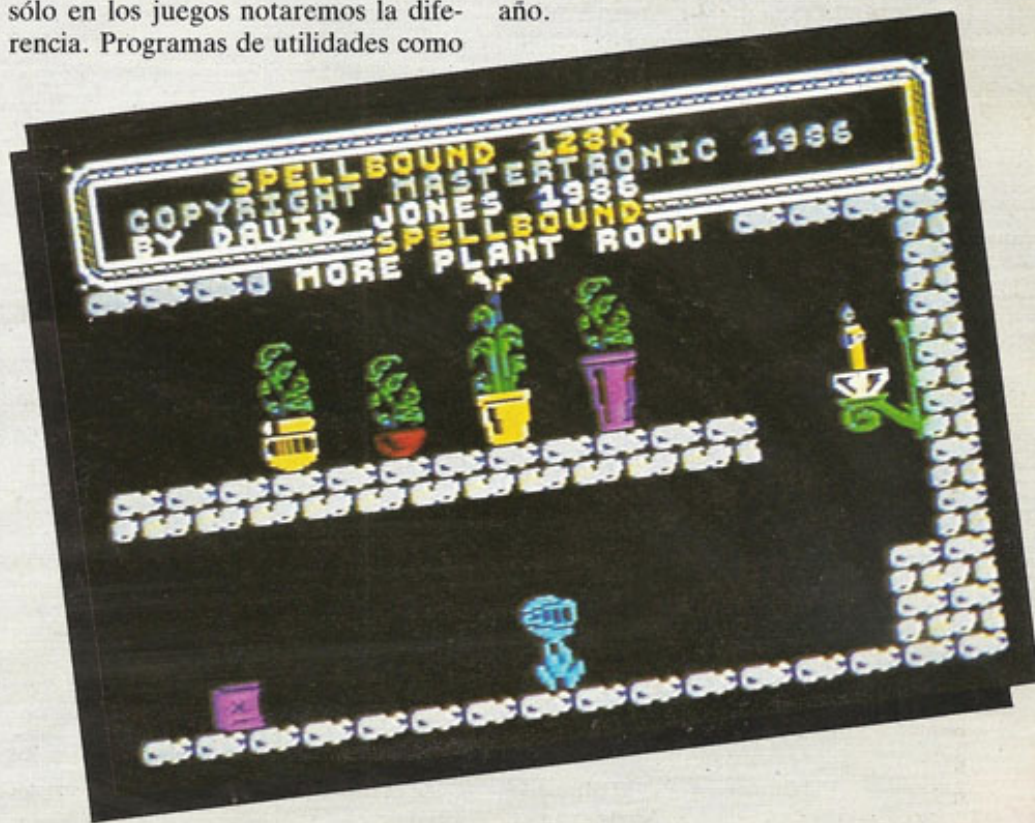 sólo en los juegos notaremos la dife-
rencia. Programas de utilidades como
año.
SPELLBOUND 128K
COPYRIGHT MASTERTRONIC 1986
BY DAVID JONES 1986
SPELLBOUND
MORE PLANT ROOM